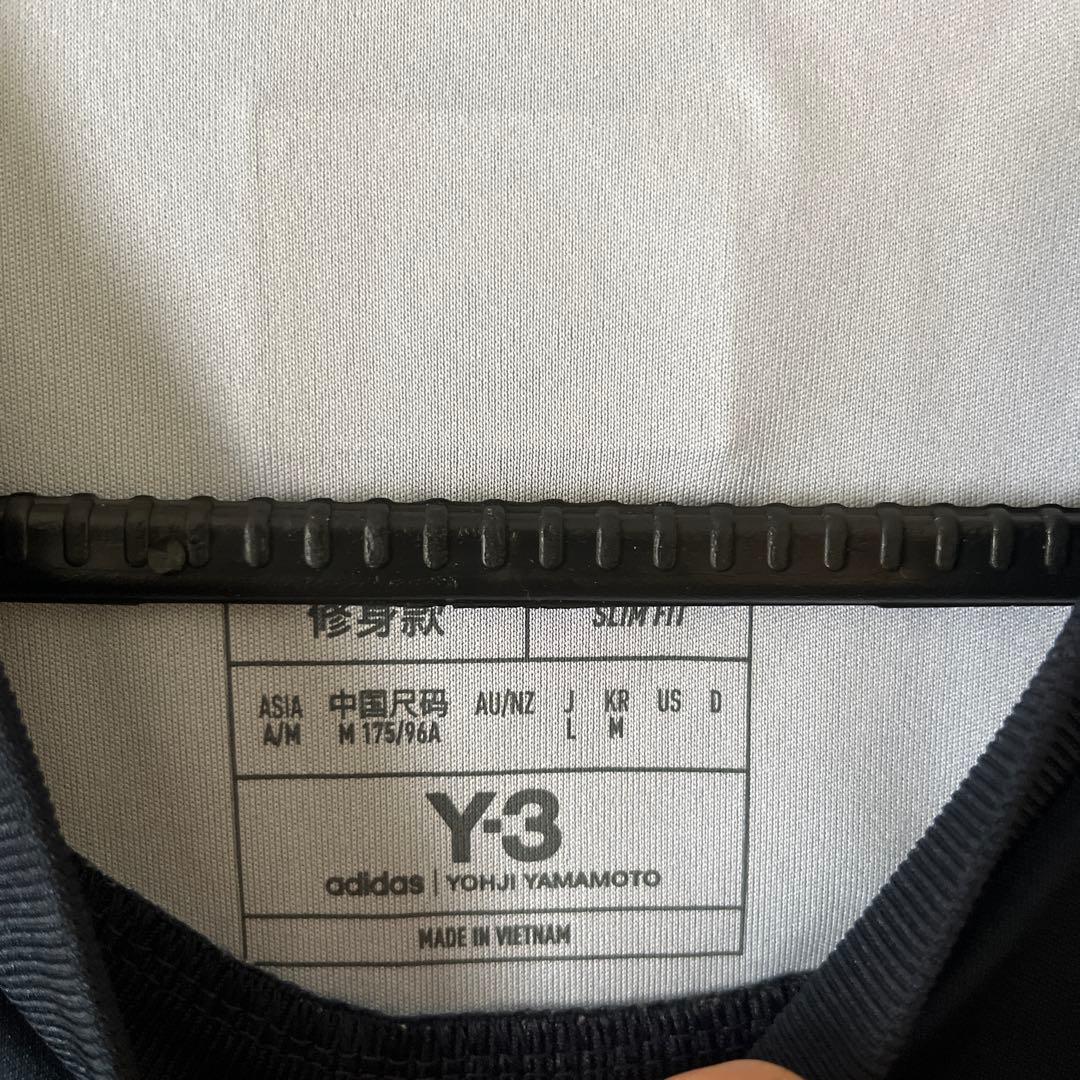 修身款 SLIM FIT
ASIA 中国尺码 AU/NZ J KR US D
A/M M 175/96A L M
Y-3
adidas | YOHJI YAMAMOTO
MADE IN VIETNAM